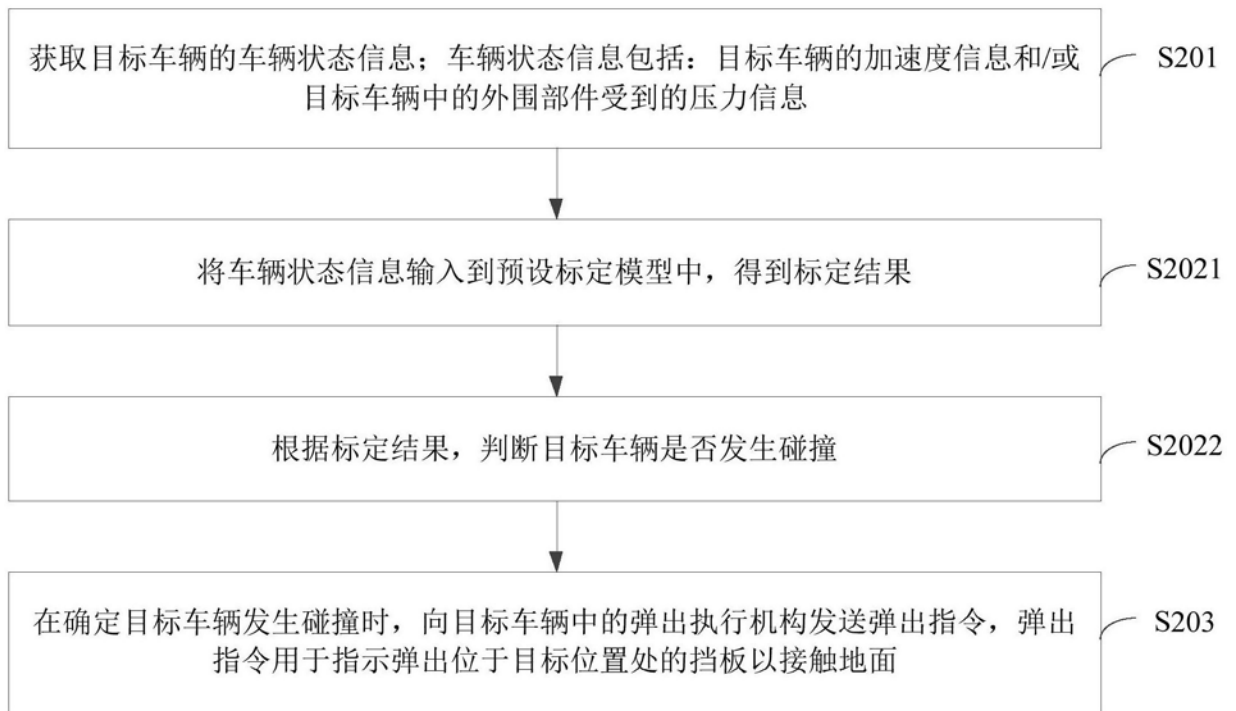 获取目标车辆的车辆状态信息；车辆状态信息包括：目标车辆的加速度信息和/或
目标车辆中的外围部件受到的压力信息
S201
将车辆状态信息输入到预设标定模型中，得到标定结果
S2021
根据标定结果，判断目标车辆是否发生碰撞
S2022
在确定目标车辆发生碰撞时，向目标车辆中的弹出执行机构发送弹出指令，弹出
指令用于指示弹出位于目标位置处的挡板以接触地面
S203